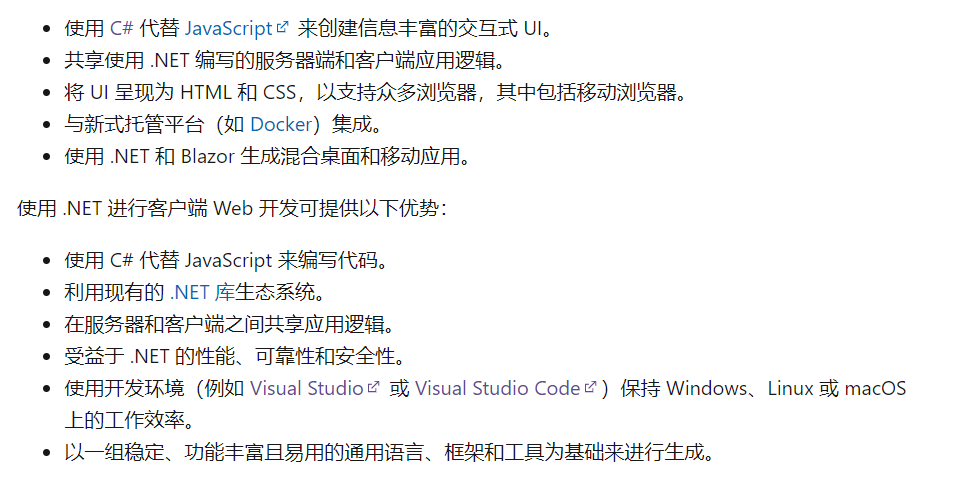 使用 C# 代替 JavaScript 来创建信息丰富的交互式 UI。
共享使用 .NET 编写的服务器端和客户端应用逻辑。
将 UI 呈现为 HTML 和 CSS，以支持众多浏览器，其中包括移动浏览器。
与新式托管平台（如 Docker）集成。
使用 .NET 和 Blazor 生成混合桌面和移动应用。
使用 .NET 进行客户端 Web 开发可提供以下优势：
使用 C# 代替 JavaScript 来编写代码。
利用现有的 .NET 库生态系统。
在服务器和客户端之间共享应用逻辑。
受益于 .NET 的性能、可靠性和安全性。
使用开发环境（例如 Visual Studio 或 Visual Studio Code）保持 Windows、Linux 或 macOS
上的工作效率。
以一组稳定、功能丰富且易用的通用语言、框架和工具为基础来进行生成。